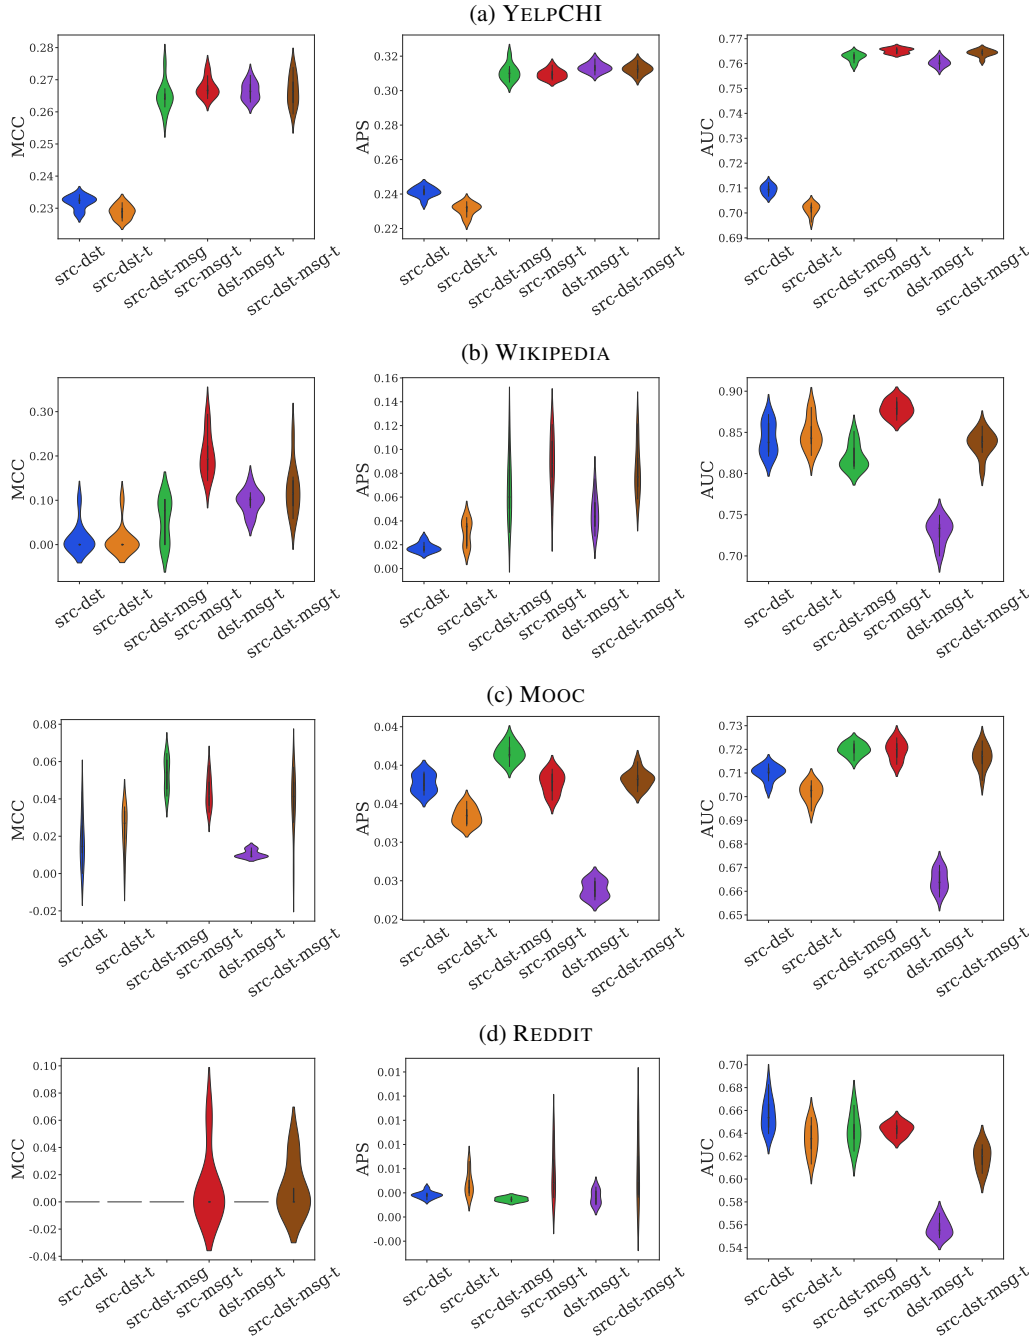 (a) YELPCHI
MCC
0.28
0.27
0.26
0.25
0.24
0.23
src-dst
src-dst-t
src-dst-msg
src-msg-t
dst-msg-t
src-dst-msg-t
APS
0.32
0.30
0.28
0.26
0.24
0.22
src-dst
src-dst-t
src-dst-msg
src-msg-t
dst-msg-t
src-dst-msg-t
AUC
0.77
0.76
0.75
0.74
0.73
0.72
0.71
0.70
0.69
src-dst
src-dst-t
src-dst-msg
src-msg-t
dst-msg-t
src-dst-msg-t
(b) WIKIPEDIA
MCC
0.30
0.20
0.10
0.00
src-dst
src-dst-t
src-dst-msg
src-msg-t
dst-msg-t
src-dst-msg-t
APS
0.16
0.14
0.12
0.10
0.08
0.06
0.04
0.02
0.00
src-dst
src-dst-t
src-dst-msg
src-msg-t
dst-msg-t
src-dst-msg-t
AUC
0.90
0.85
0.80
0.75
0.70
src-dst
src-dst-t
src-dst-msg
src-msg-t
dst-msg-t
src-dst-msg-t
(c) MOOC
MCC
0.08
0.06
0.04
0.02
0.00
-0.02
src-dst
src-dst-t
src-dst-msg
src-msg-t
dst-msg-t
src-dst-msg-t
APS
0.04
0.04
0.04
0.03
0.03
0.02
src-dst
src-dst-t
src-dst-msg
src-msg-t
dst-msg-t
src-dst-msg-t
AUC
0.73
0.72
0.71
0.70
0.69
0.68
0.67
0.66
0.65
src-dst
src-dst-t
src-dst-msg
src-msg-t
dst-msg-t
src-dst-msg-t
(d) REDDIT
MCC
0.10
0.08
0.06
0.04
0.02
0.00
-0.02
-0.04
src-dst
src-dst-t
src-dst-msg
src-msg-t
dst-msg-t
src-dst-msg-t
APS
0.01
0.01
0.01
0.01
0.01
0.00
0.00
-0.00
src-dst
src-dst-t
src-dst-msg
src-msg-t
dst-msg-t
src-dst-msg-t
AUC
0.70
0.68
0.66
0.64
0.62
0.60
0.58
0.56
0.54
src-dst
src-dst-t
src-dst-msg
src-msg-t
dst-msg-t
src-dst-msg-t